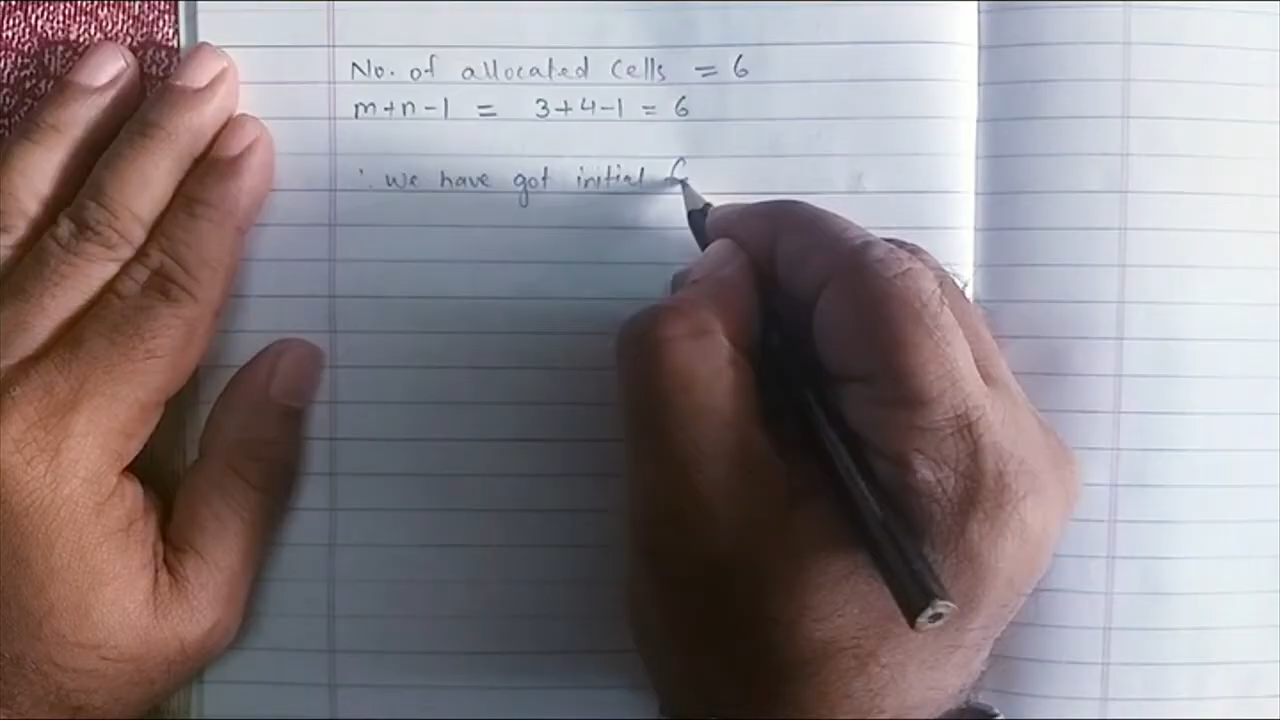 No. of allocated cells = 6
m+n-1 = 3+4-1 = 6
∴ we have got initial f